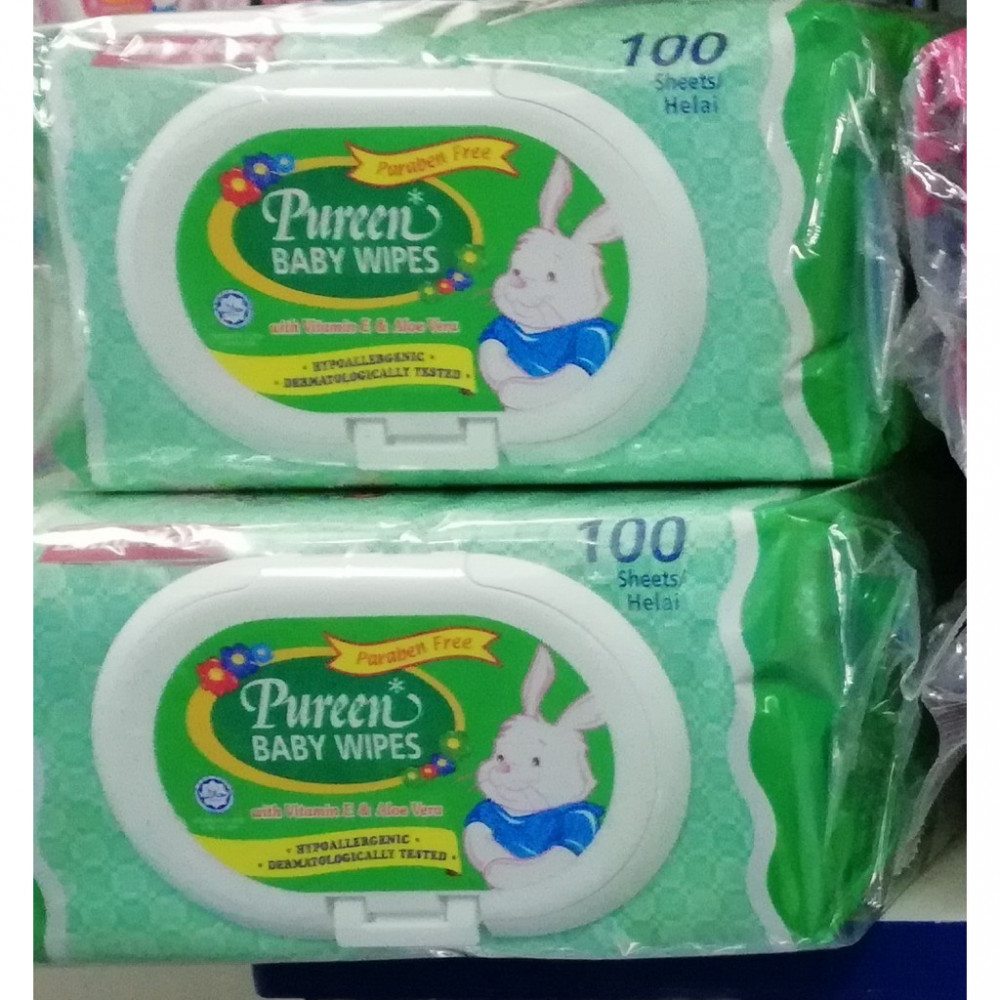 100
Sheets/
Helai
Paraben Free
Pureen
BABY WIPES
with Vitamin E & Aloe Vera
• HYPOALLERGENIC •
• DERMATOLOGICALLY TESTED •
100
Sheets/
Helai
Paraben Free
Pureen
BABY WIPES
with Vitamin E & Aloe Vera
• HYPOALLERGENIC •
• DERMATOLOGICALLY TESTED •